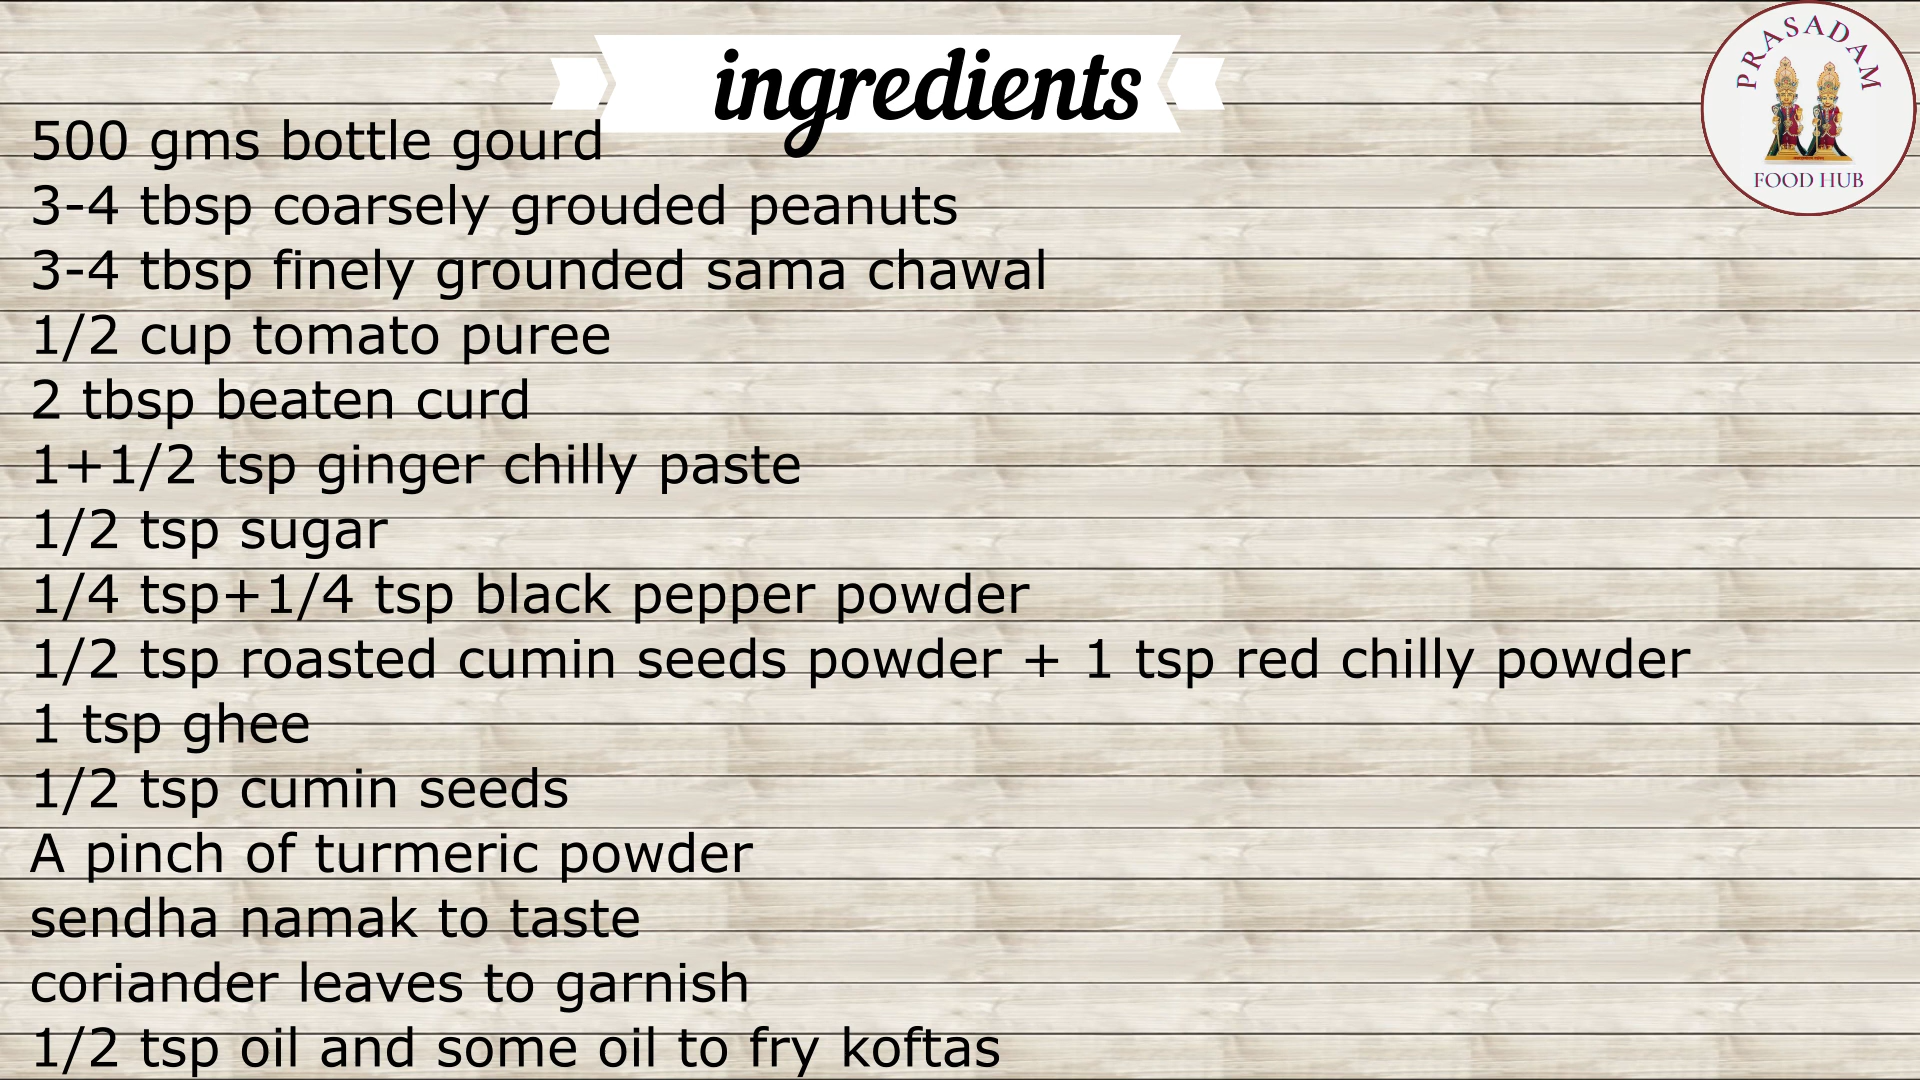 ingredients
PRASADAM
FOOD HUB
500 gms bottle gourd
3-4 tbsp coarsely grouded peanuts
3-4 tbsp finely grounded sama chawal
1/2 cup tomato puree
2 tbsp beaten curd
1+1/2 tsp ginger chilly paste
1/2 tsp sugar
1/4 tsp+1/4 tsp black pepper powder
1/2 tsp roasted cumin seeds powder + 1 tsp red chilly powder
1 tsp ghee
1/2 tsp cumin seeds
A pinch of turmeric powder
sendha namak to taste
coriander leaves to garnish
1/2 tsp oil and some oil to fry koftas